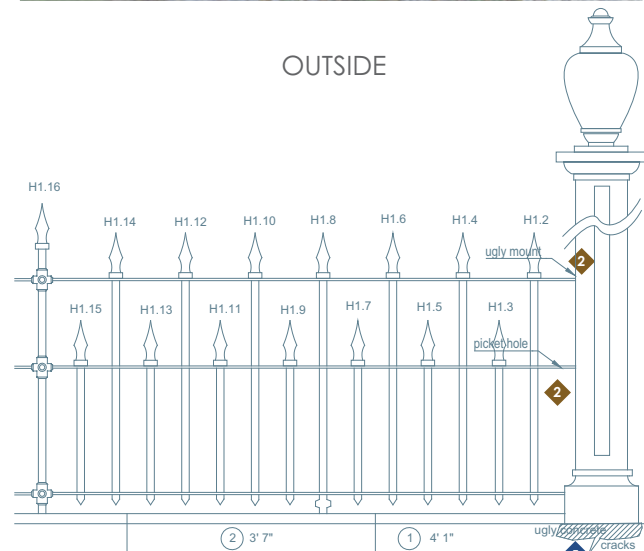 OUTSIDE
H1.16
H1.14 H1.12 H1.10 H1.8 H1.6 H1.4 H1.2
ugly mount
2
H1.15 H1.13 H1.11 H1.9 H1.7 H1.5 H1.3
picket hole
2
2 3' 7" 1 4' 1"
ugly concrete
cracks